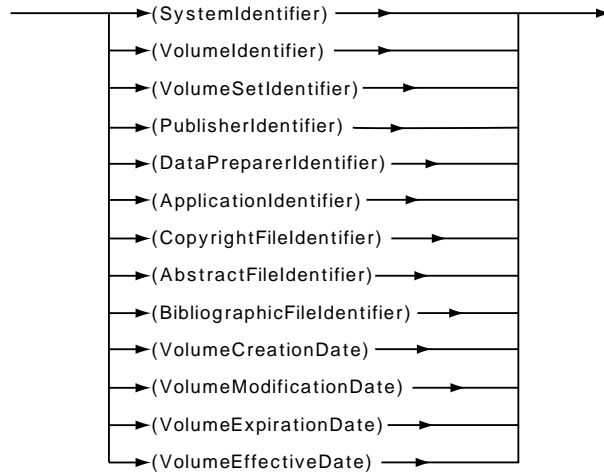 (SystemIdentifier)
(VolumeIdentifier)
(VolumeSetIdentifier)
(PublisherIdentifier)
(DataPreparerIdentifier)
(ApplicationIdentifier)
(CopyrightFileIdentifier)
(AbstractFileIdentifier)
(BibliographicFileIdentifier)
(VolumeCreationDate)
(VolumeModificationDate)
(VolumeExpirationDate)
(VolumeEffectiveDate)